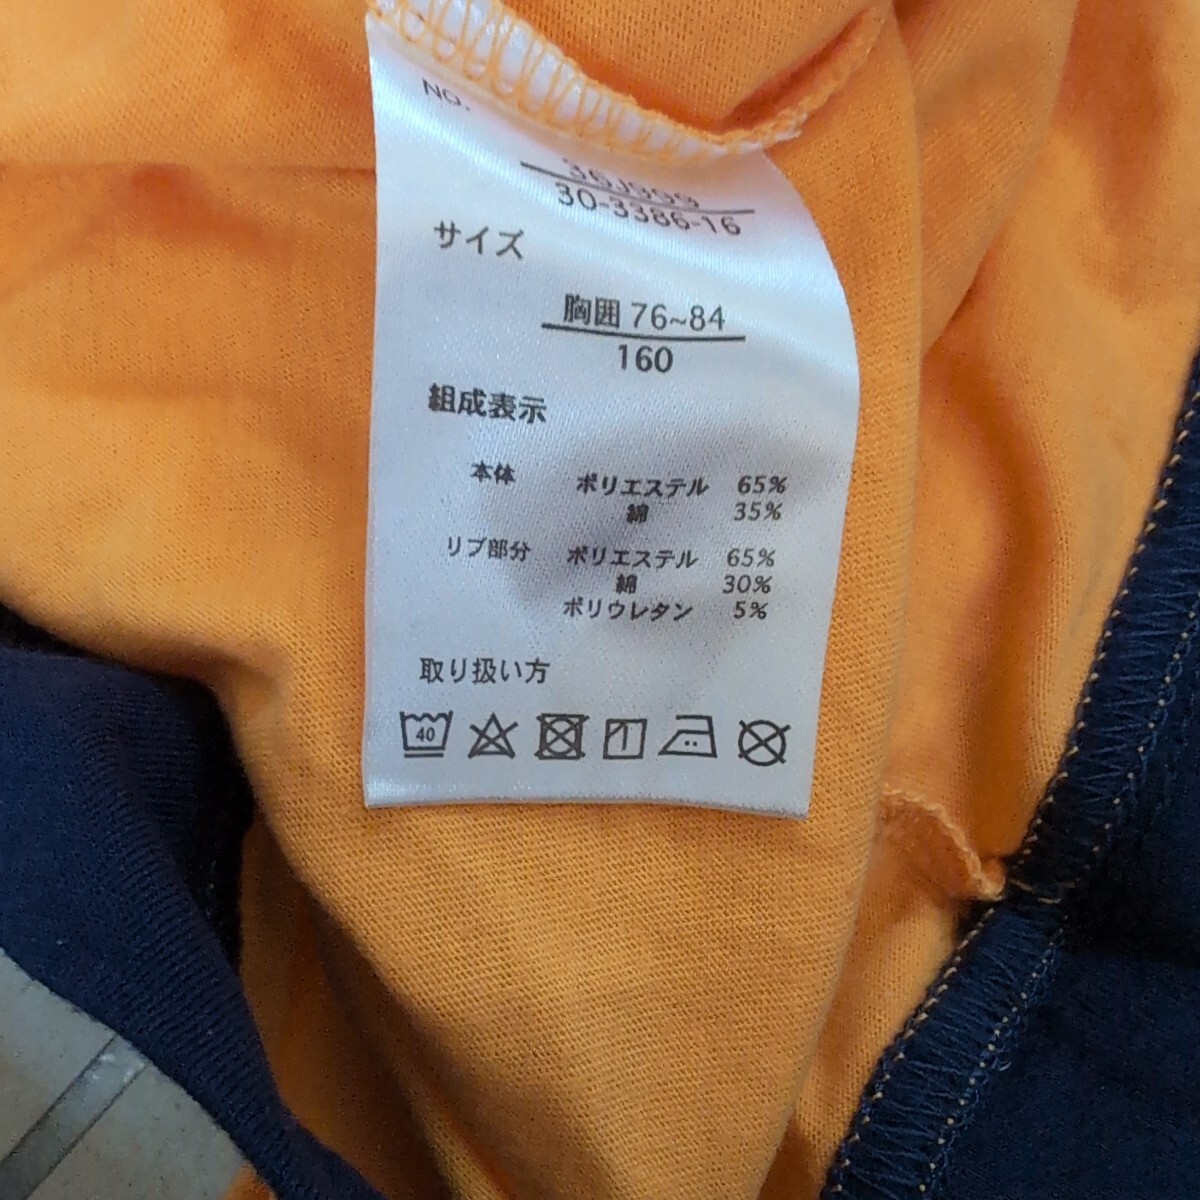 NO.
30-3386-16
サイズ
胸囲 76~84
160
組成表示
本体 ポリエステル 65%
綿 35%
リブ部分 ポリエステル 65%
綿 30%
ポリウレタン 5%
取り扱い方
40